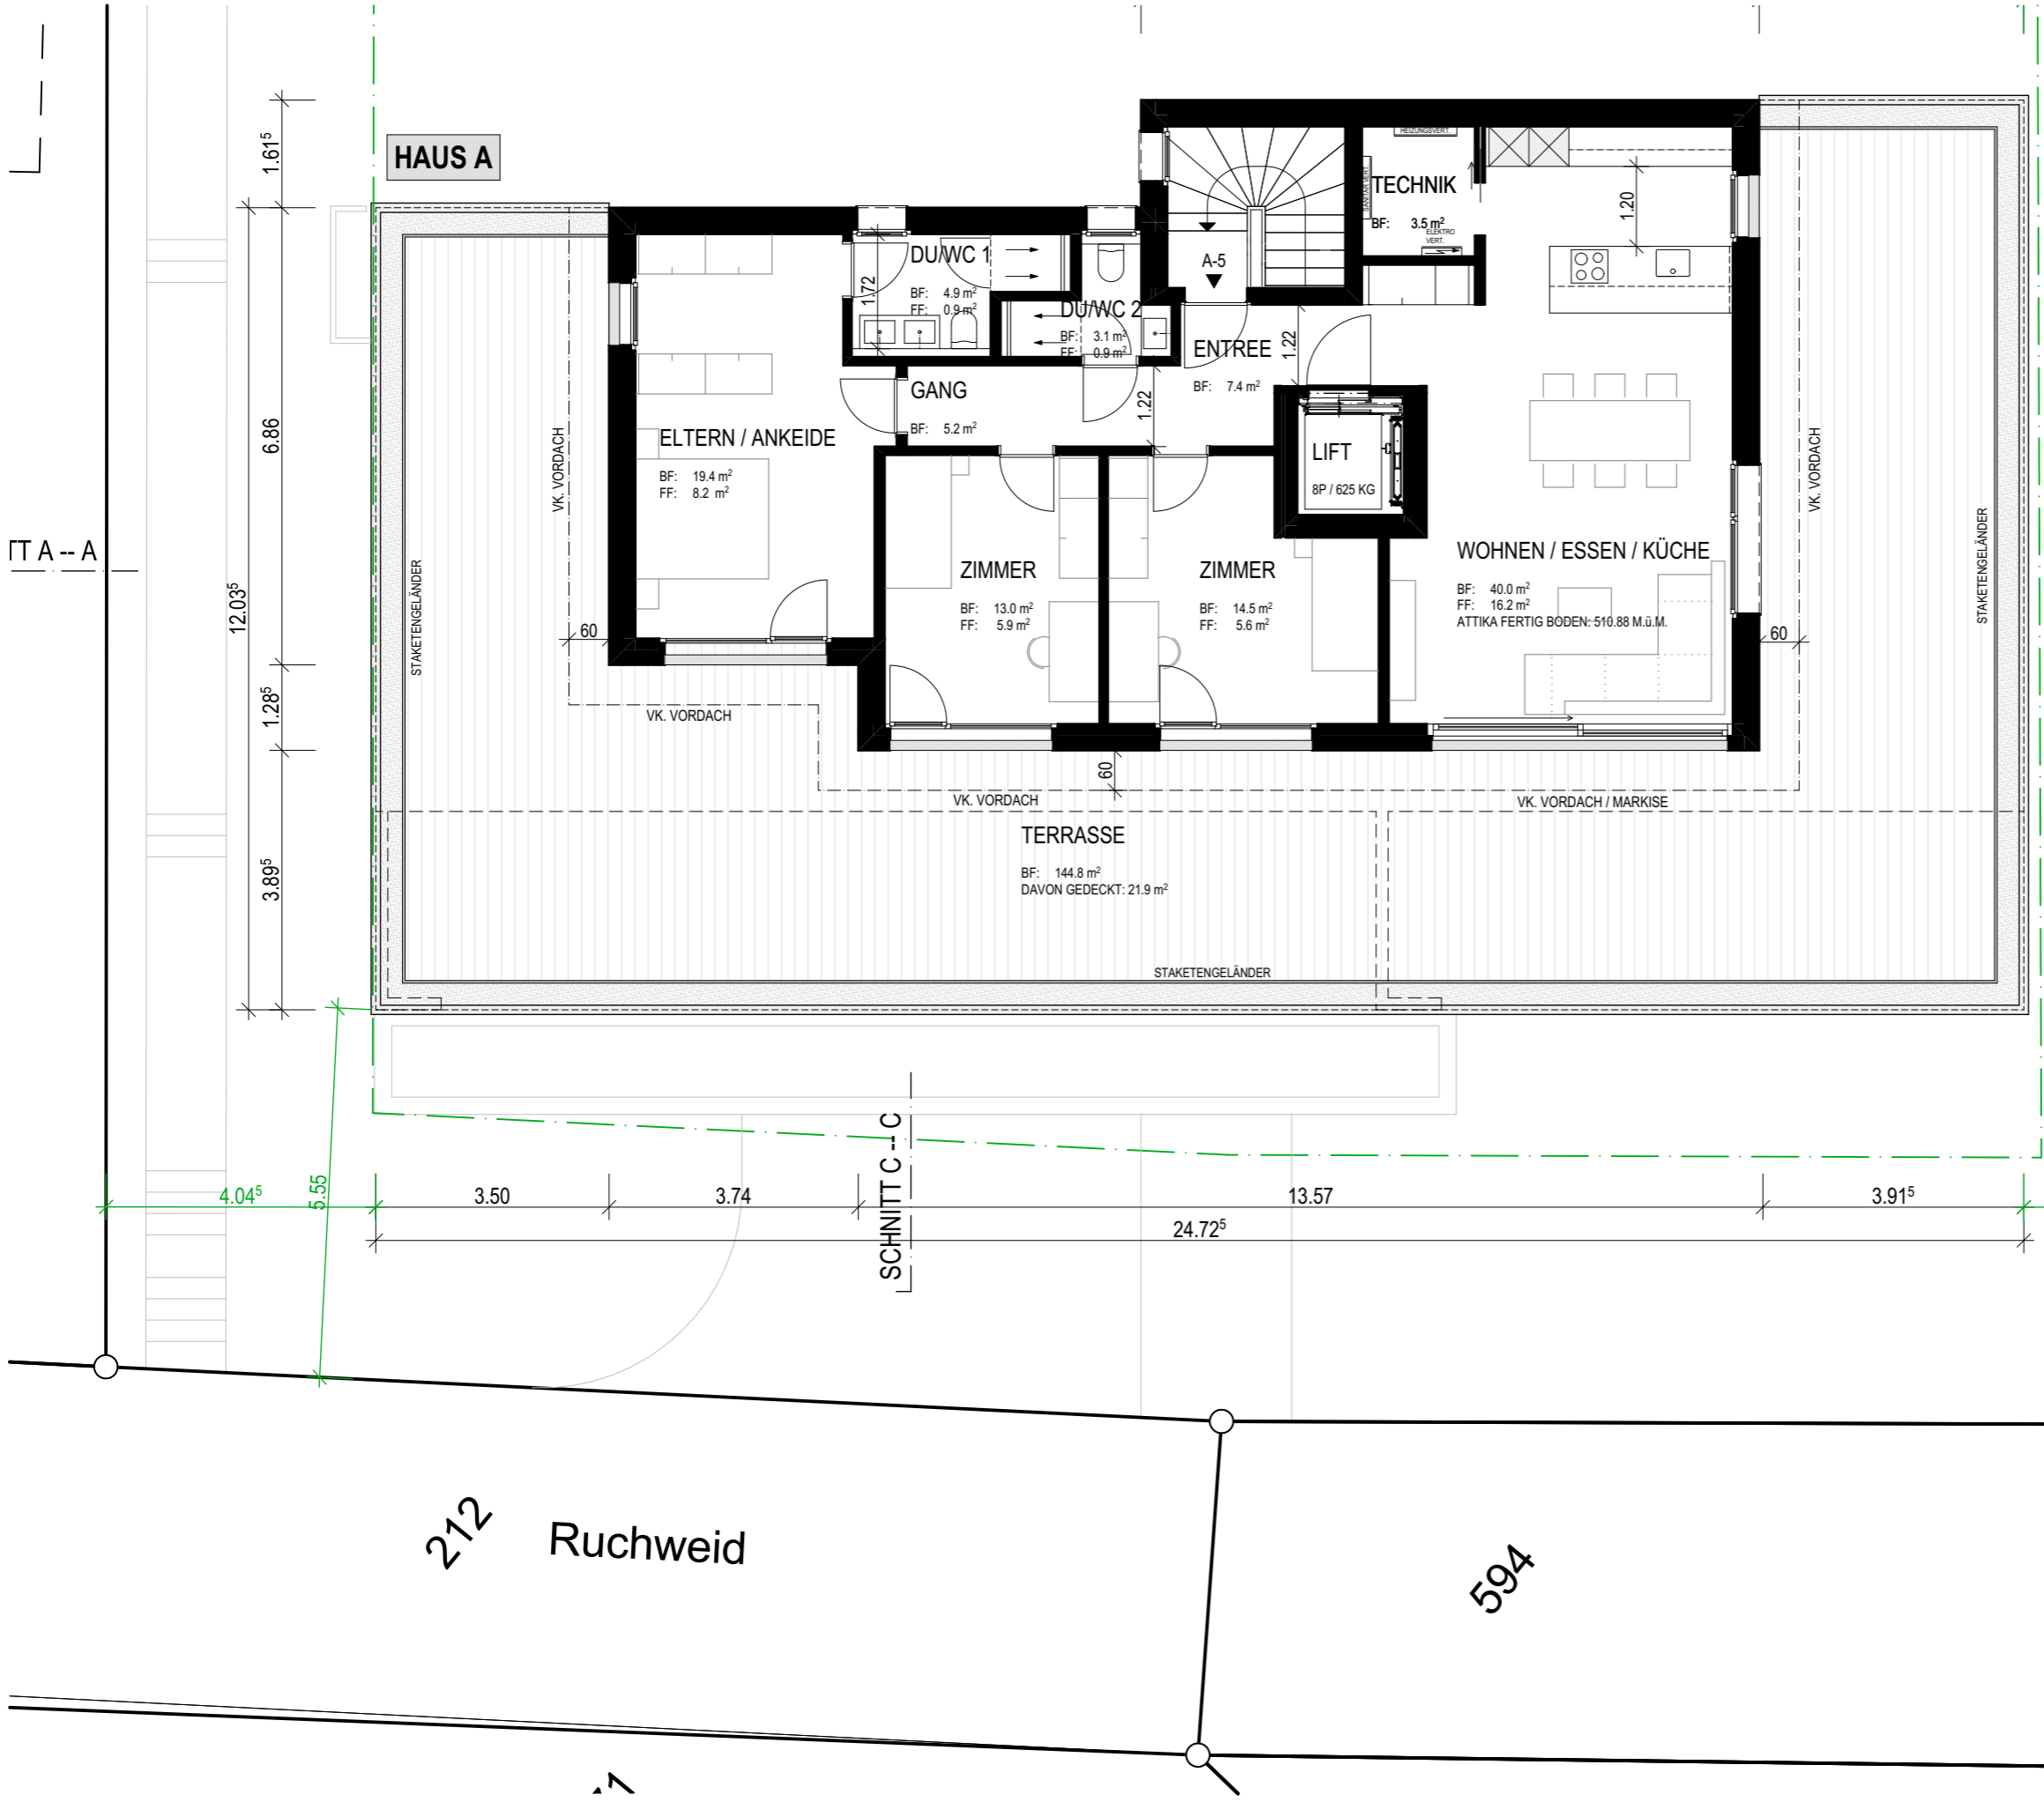 HAUS A
1.61⁵
HEIZUNGSVERT.
TECHNIK
SANITÄR VERT.
BF: 3.5 m²
ELEKTRO
VERT.
1.20
DU/WC 1
BF: 4.9 m²
FF: 0.9 m²
1.72
A-5
DU/WC 2
BF: 3.1 m²
FF: 0.9 m²
ENTREE
BF: 7.4 m²
1.22
1.22
GANG
BF: 5.2 m²
6.86
12.03⁵
ELTERN / ANKEIDE
BF: 19.4 m²
FF: 8.2 m²
LIFT
8P / 625 KG
VK. VORDACH
VK. VORDACH
STAKETENGELÄNDER
STAKETENGELÄNDER
TT A -- A
ZIMMER
BF: 13.0 m²
FF: 5.9 m²
ZIMMER
BF: 14.5 m²
FF: 5.6 m²
WOHNEN / ESSEN / KÜCHE
BF: 40.0 m²
FF: 16.2 m²
ATTIKA FERTIG BODEN: 510.88 M.ü.M.
60
60
1.28⁵
VK. VORDACH
60
VK. VORDACH
VK. VORDACH / MARKISE
TERRASSE
BF: 144.8 m²
DAVON GEDECKT: 21.9 m²
3.89⁵
STAKETENGELÄNDER
SCHNITT C -- C
5.55
4.04⁵
3.50
3.74
13.57
3.91⁵
24.72⁵
212
Ruchweid
594